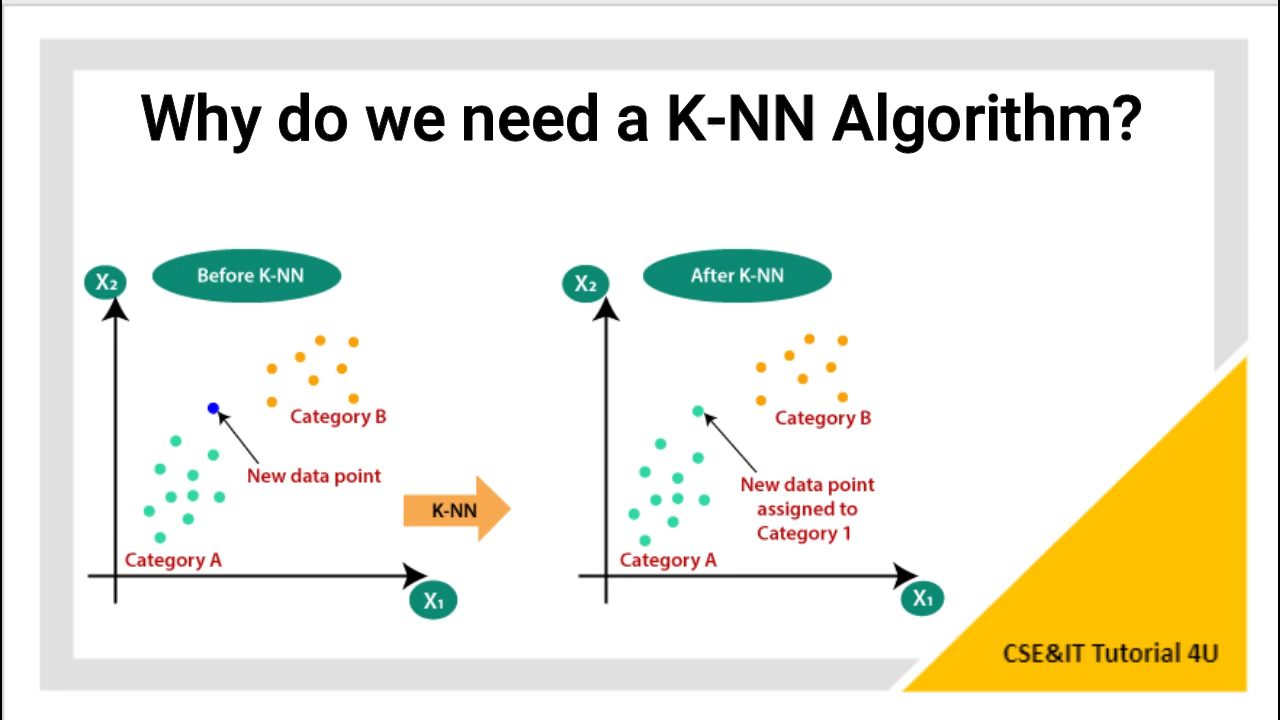 Why do we need a K-NN Algorithm?
X₂
Before K-NN
Category B
New data point
Category A
X₁
K-NN
X₂
After K-NN
Category B
New data point
assigned to
Category 1
Category A
X₁
CSE&IT Tutorial 4U